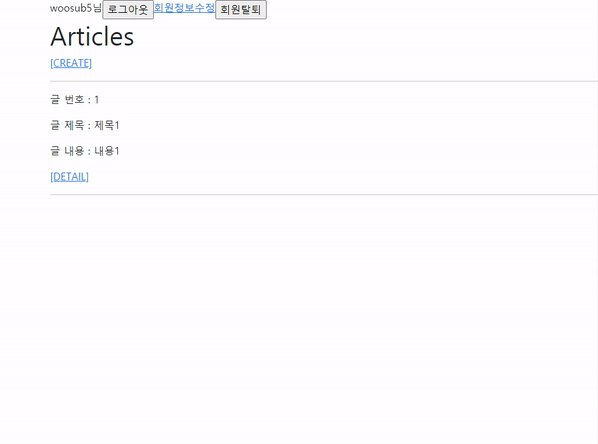 woosub5님 로그아웃 회원정보수정 회원탈퇴
Articles
[CREATE]
글 번호 : 1
글 제목 : 제목1
글 내용 : 내용1
[DETAIL]